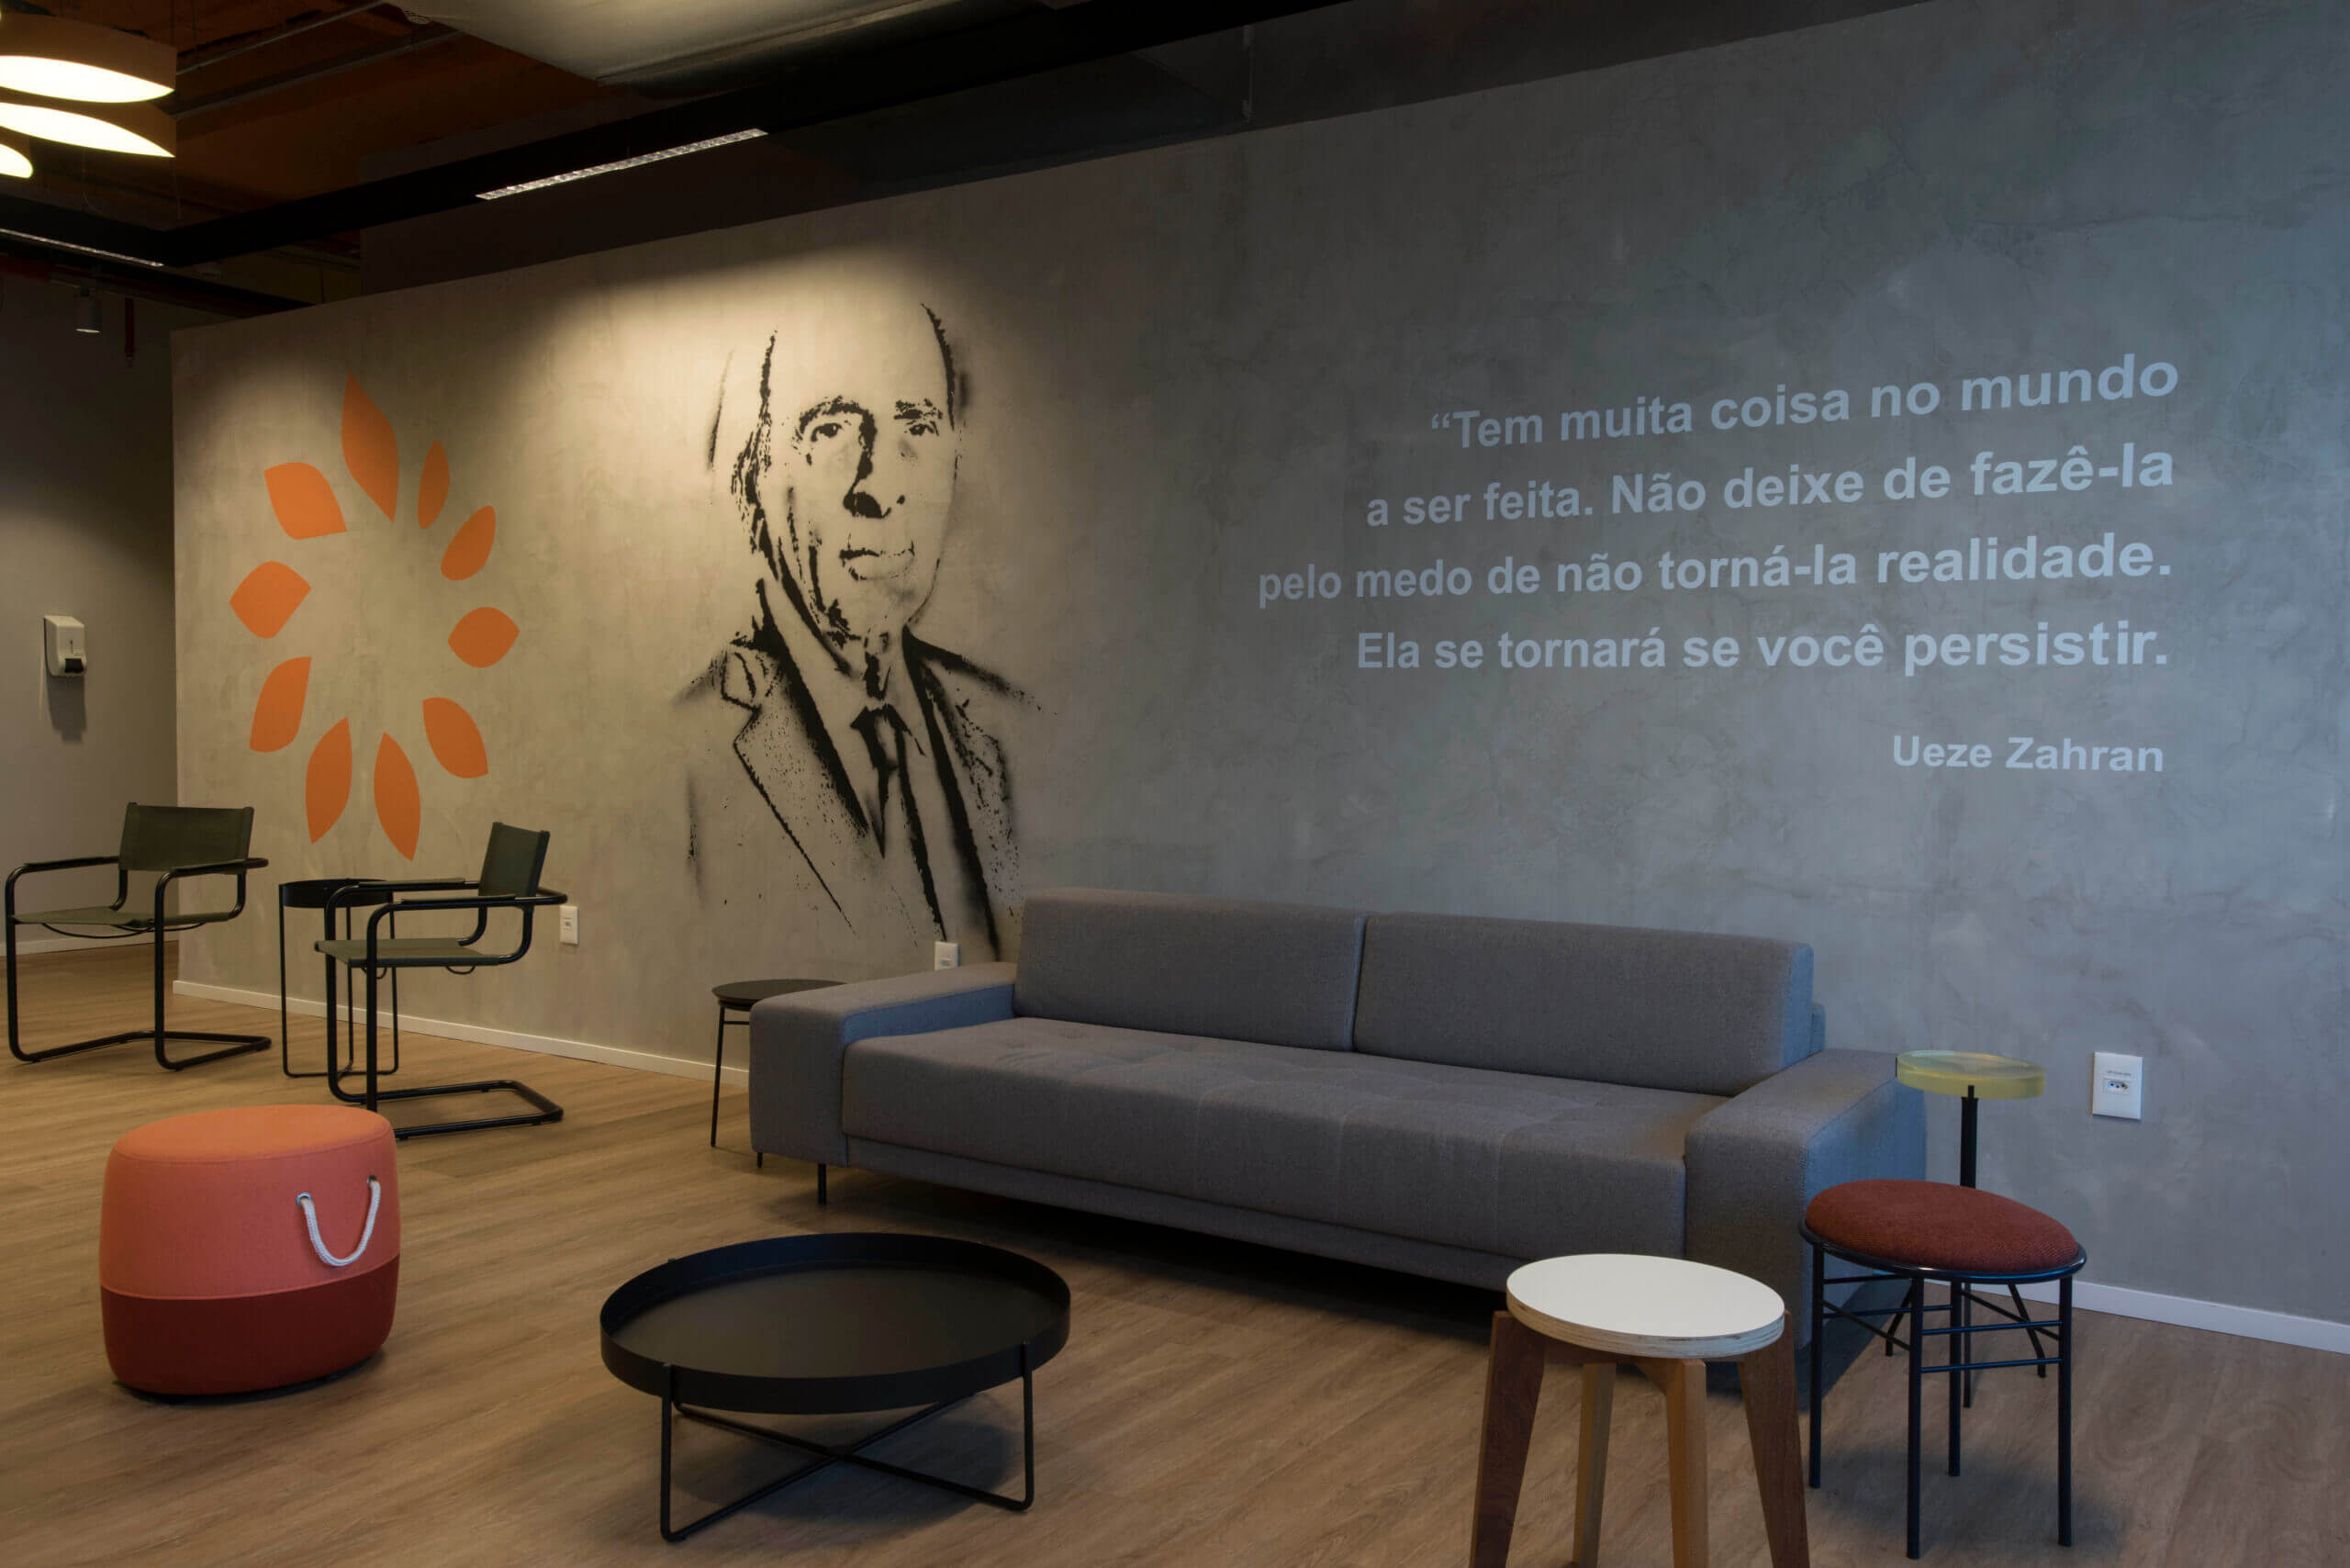 “Tem muita coisa no mundo
a ser feita. Não deixe de fazê-la
pelo medo de não torná-la realidade.
Ela se tornará se você persistir.
Ueze Zahran